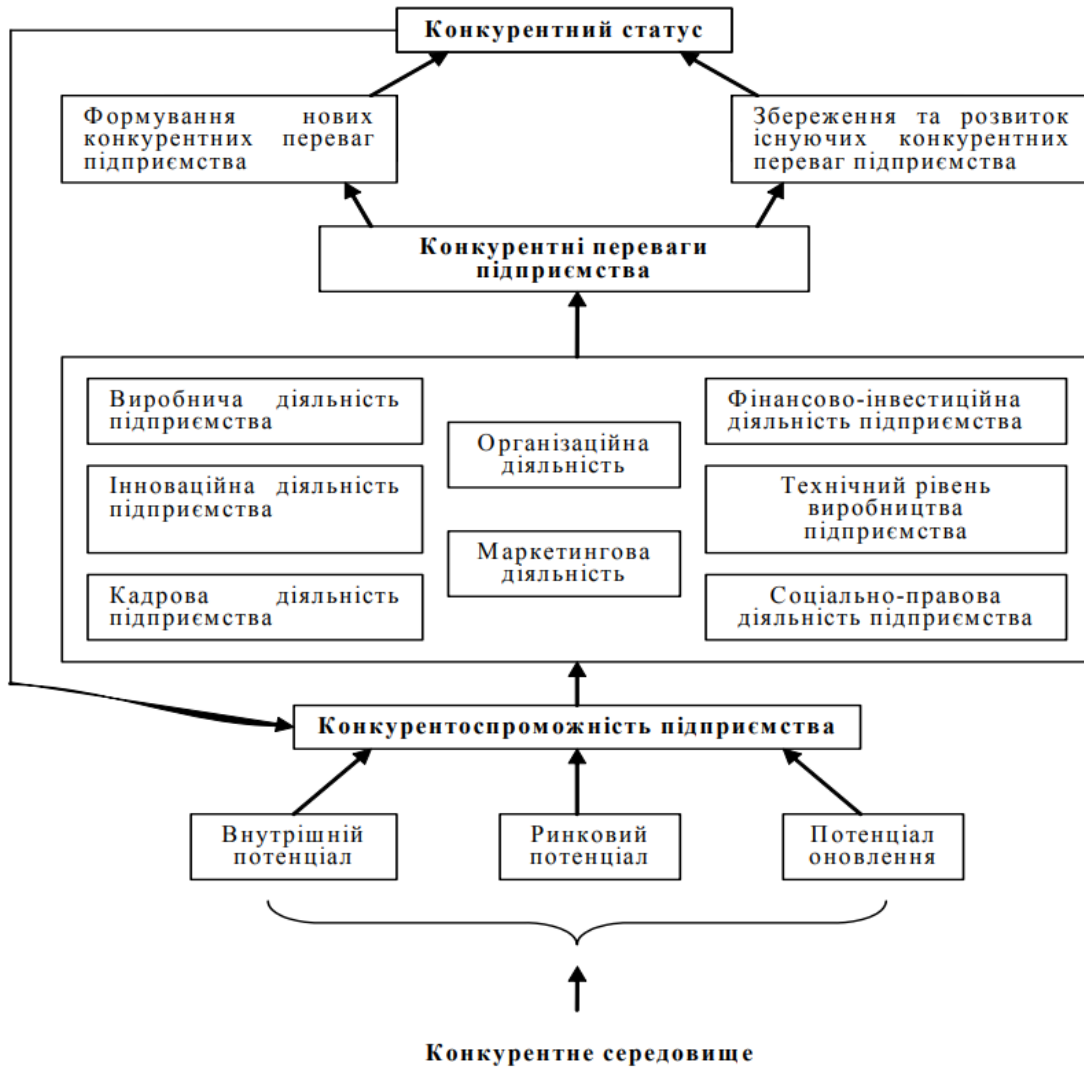 Конкурентний статус
Формування нових
конкурентних переваг
підприємства
Збереження та розвиток
існуючих конкурентних
переваг підприємства
Конкурентні переваги
підприємства
Виробнича діяльність
підприємства
Інноваційна діяльність
підприємства
Кадрова діяльність
підприємства
Організаційна
діяльність
Маркетингова
діяльність
Фінансово-інвестиційна
діяльність підприємства
Технічний рівень
виробництва
підприємства
Соціально-правова
діяльність підприємства
Конкурентоспроможність підприємства
Внутрішній
потенціал
Ринковий
потенціал
Потенціал
оновлення
Конкурентне середовище